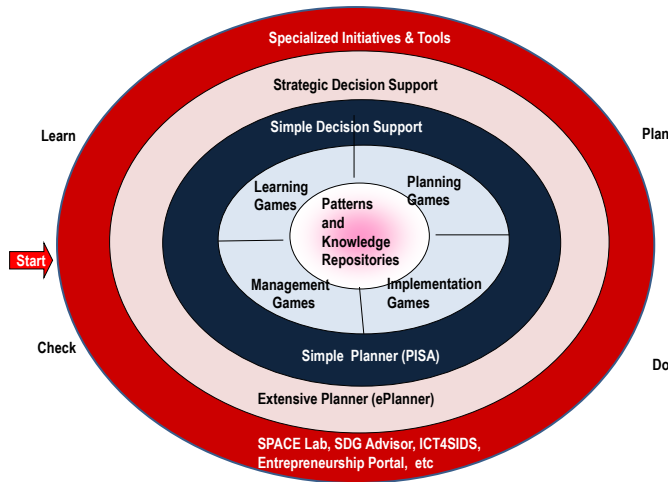 Specialized Initiatives & Tools
Strategic Decision Support
Simple Decision Support
Learn
Plan
Learning
Games
Planning
Games
Patterns
and
Knowledge
Repositories
Start
Management
Games
Implementation
Games
Check
Simple Planner (PISA)
Do
Extensive Planner (ePlanner)
SPACE Lab, SDG Advisor, ICT4SIDS,
Entrepreneurship Portal, etc